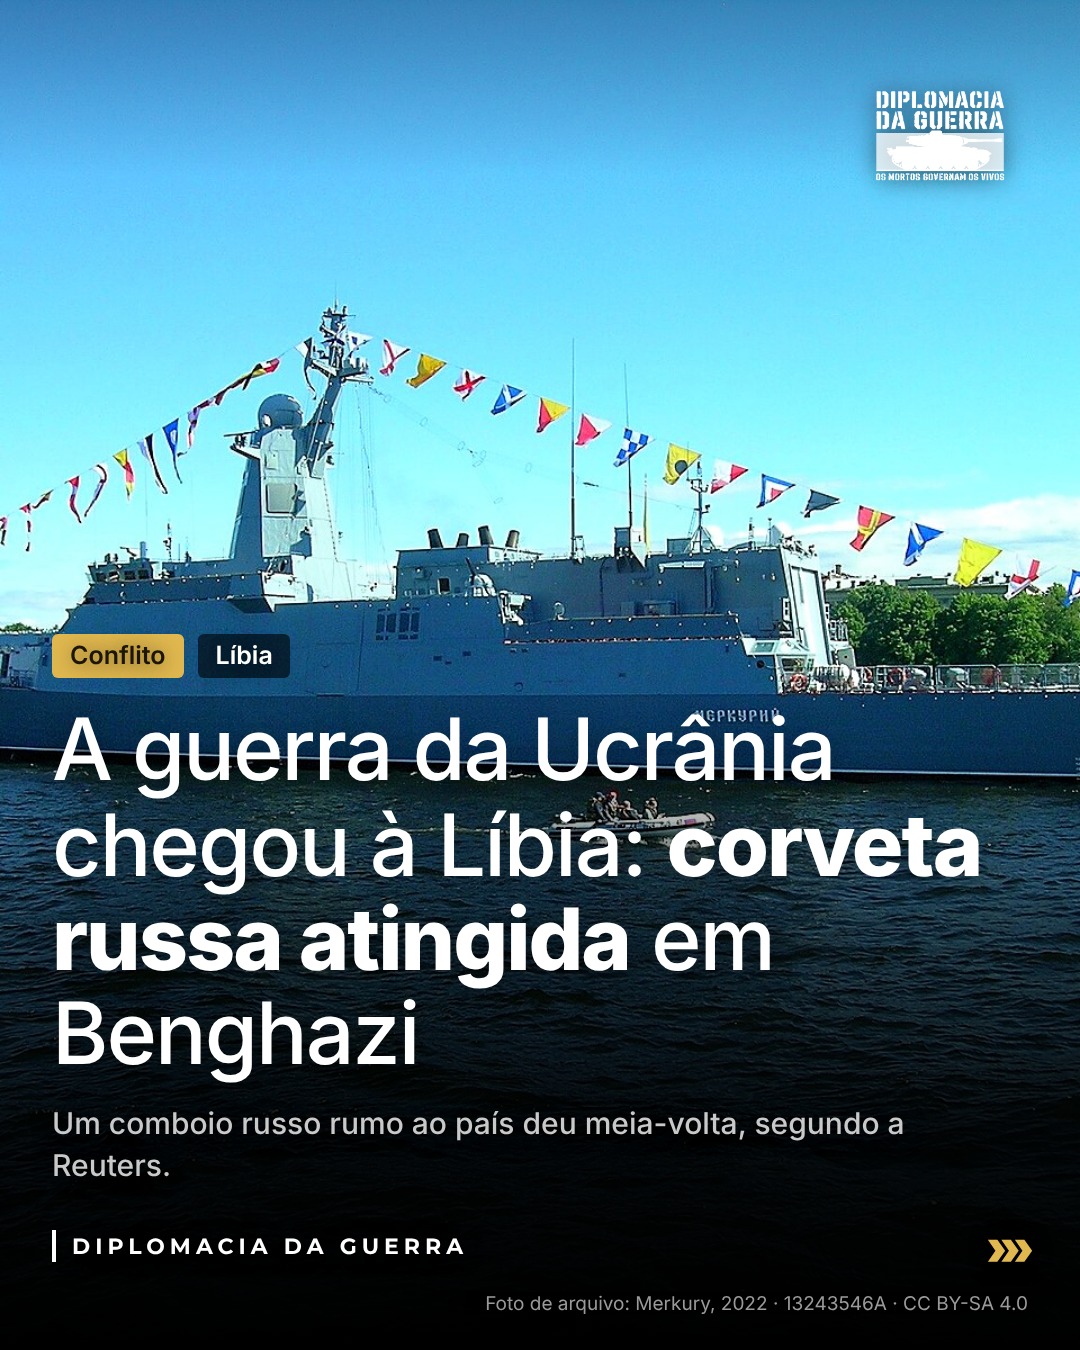 DIPLOMACIA
DA GUERRA
OS MORTOS GOVERNAM OS VIVOS
Conflito
Líbia
МЕРКУРИЙ
A guerra da Ucrânia
chegou à Líbia: corveta
russa atingida em
Benghazi
Um comboio russo rumo ao país deu meia-volta, segundo a
Reuters.
DIPLOMACIA DA GUERRA
Foto de arquivo: Merkury, 2022 · 13243546A · CC BY-SA 4.0